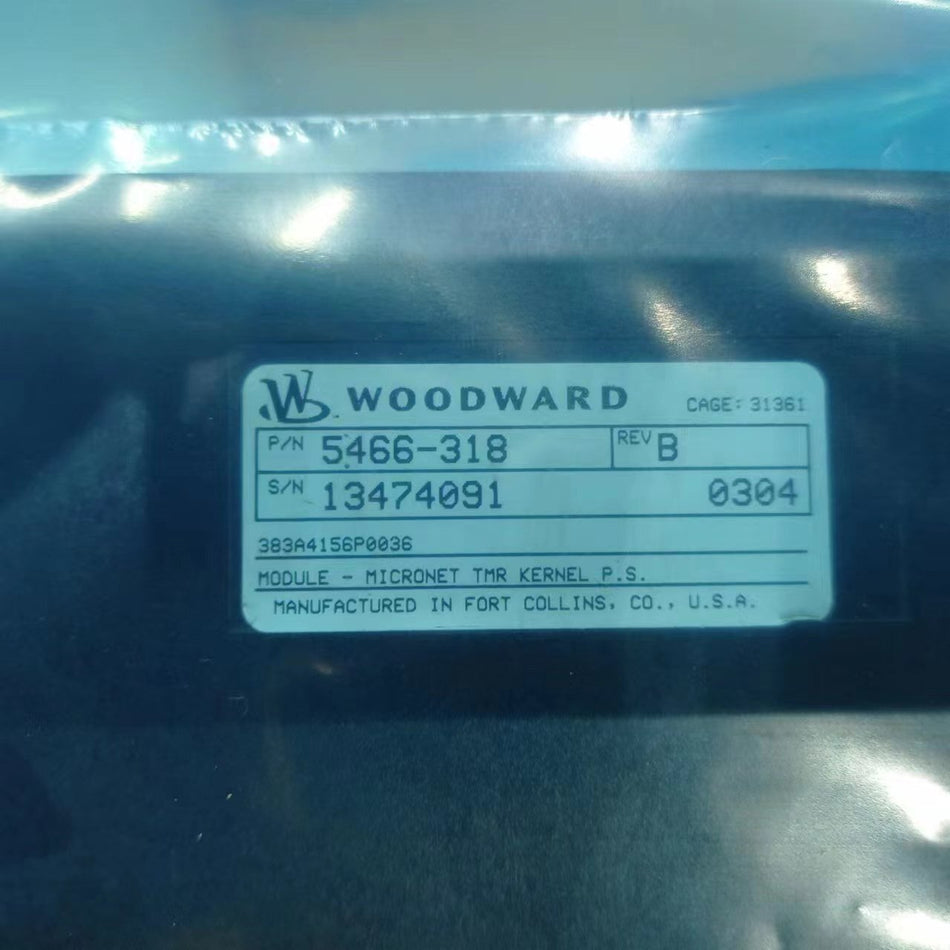 W WOODWARD CAGE: 31361
P/N 5466-318 REV B
S/N 13474091 0304
383A4156P0036
MODULE - MICRONET TMR KERNEL P.S.
MANUFACTURED IN FORT COLLINS, CO., U.S.A.